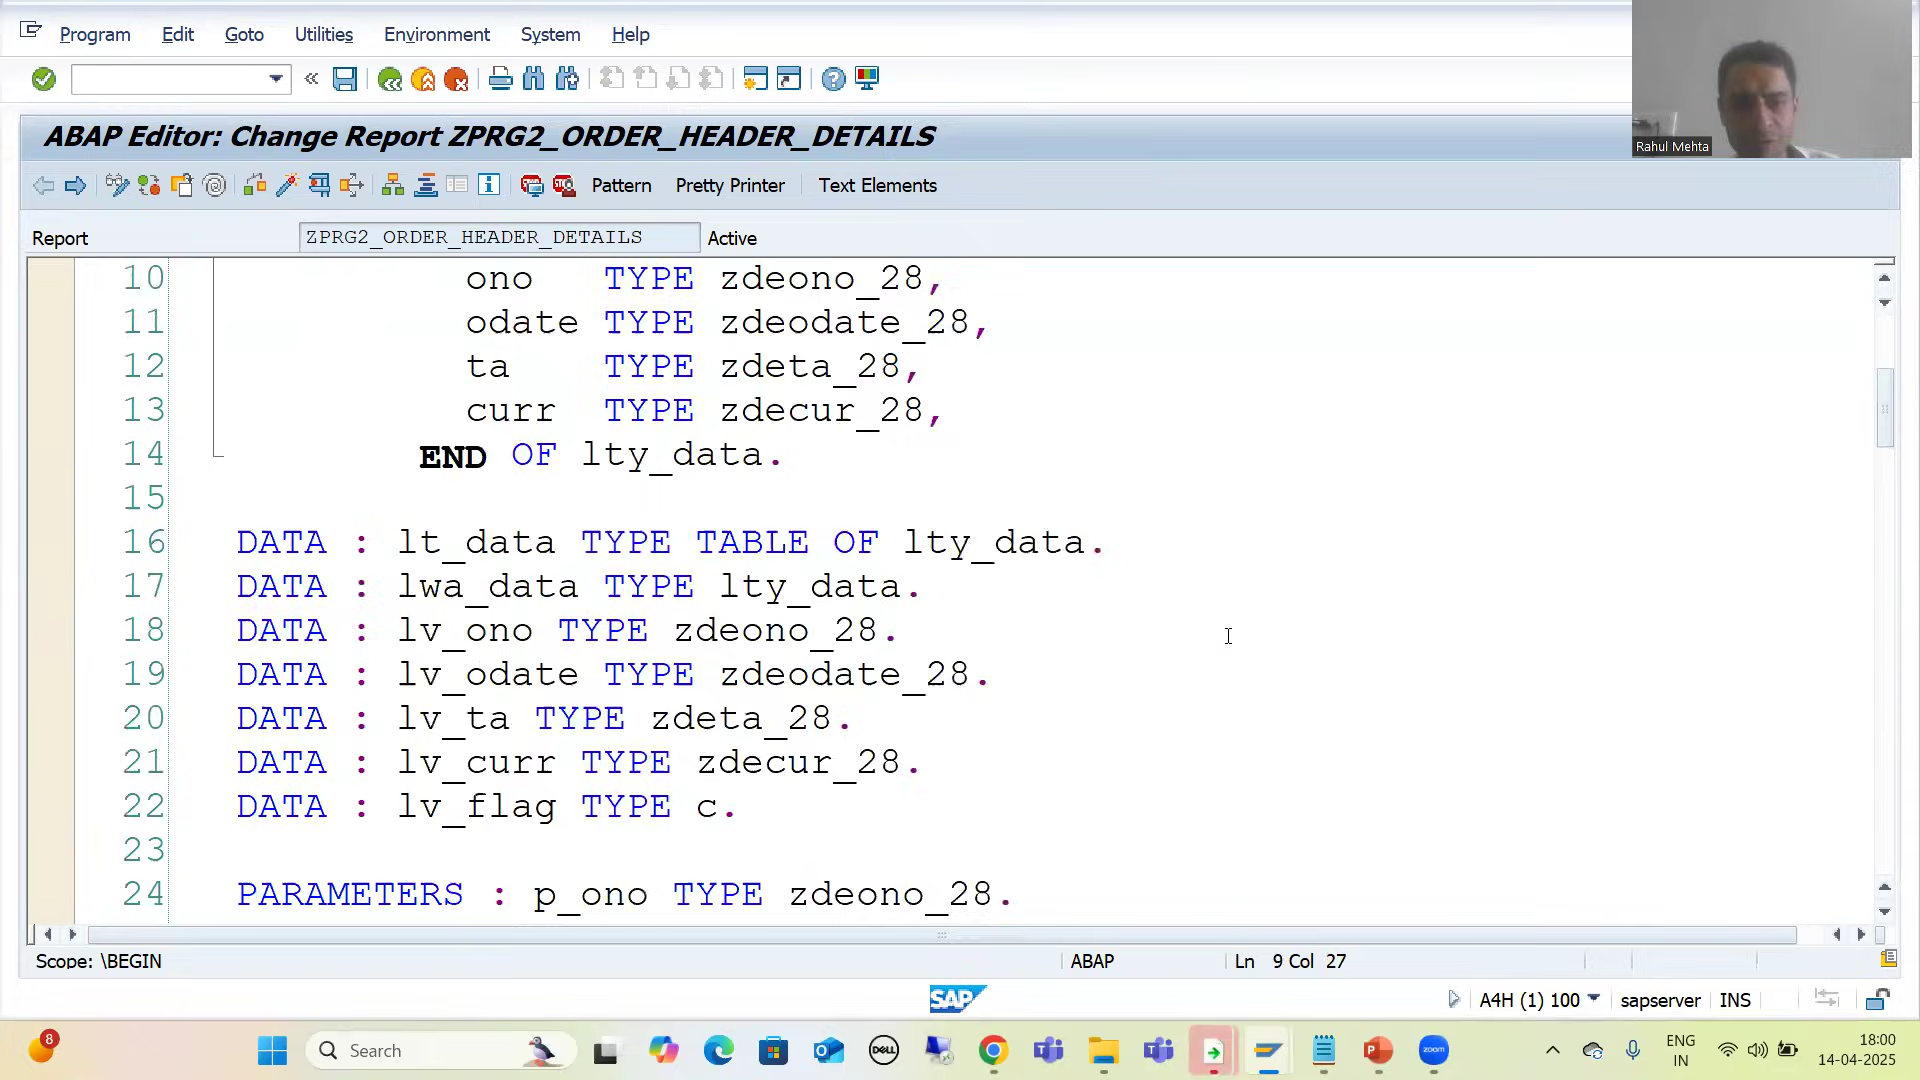 Program Edit Goto Utilities Environment System Help
Rahul Mehta
ABAP Editor: Change Report ZPRG2_ORDER_HEADER_DETAILS
Pattern Pretty Printer Text Elements
Report ZPRG2_ORDER_HEADER_DETAILS Active
10 ono TYPE zdeono_28,
11 odate TYPE zdeodate_28,
12 ta TYPE zdeta_28,
13 curr TYPE zdecur_28,
14 END OF lty_data.
15
16 DATA : lt_data TYPE TABLE OF lty_data.
17 DATA : lwa_data TYPE lty_data.
18 DATA : lv_ono TYPE zdeono_28.
19 DATA : lv_odate TYPE zdeodate_28.
20 DATA : lv_ta TYPE zdeta_28.
21 DATA : lv_curr TYPE zdecur_28.
22 DATA : lv_flag TYPE c.
23
24 PARAMETERS : p_ono TYPE zdeono_28.
Scope: \BEGIN ABAP Ln 9 Col 27
SAP A4H (1) 100 sapserver INS
8 Search DELL zoom ENG IN 18:00
14-04-2025